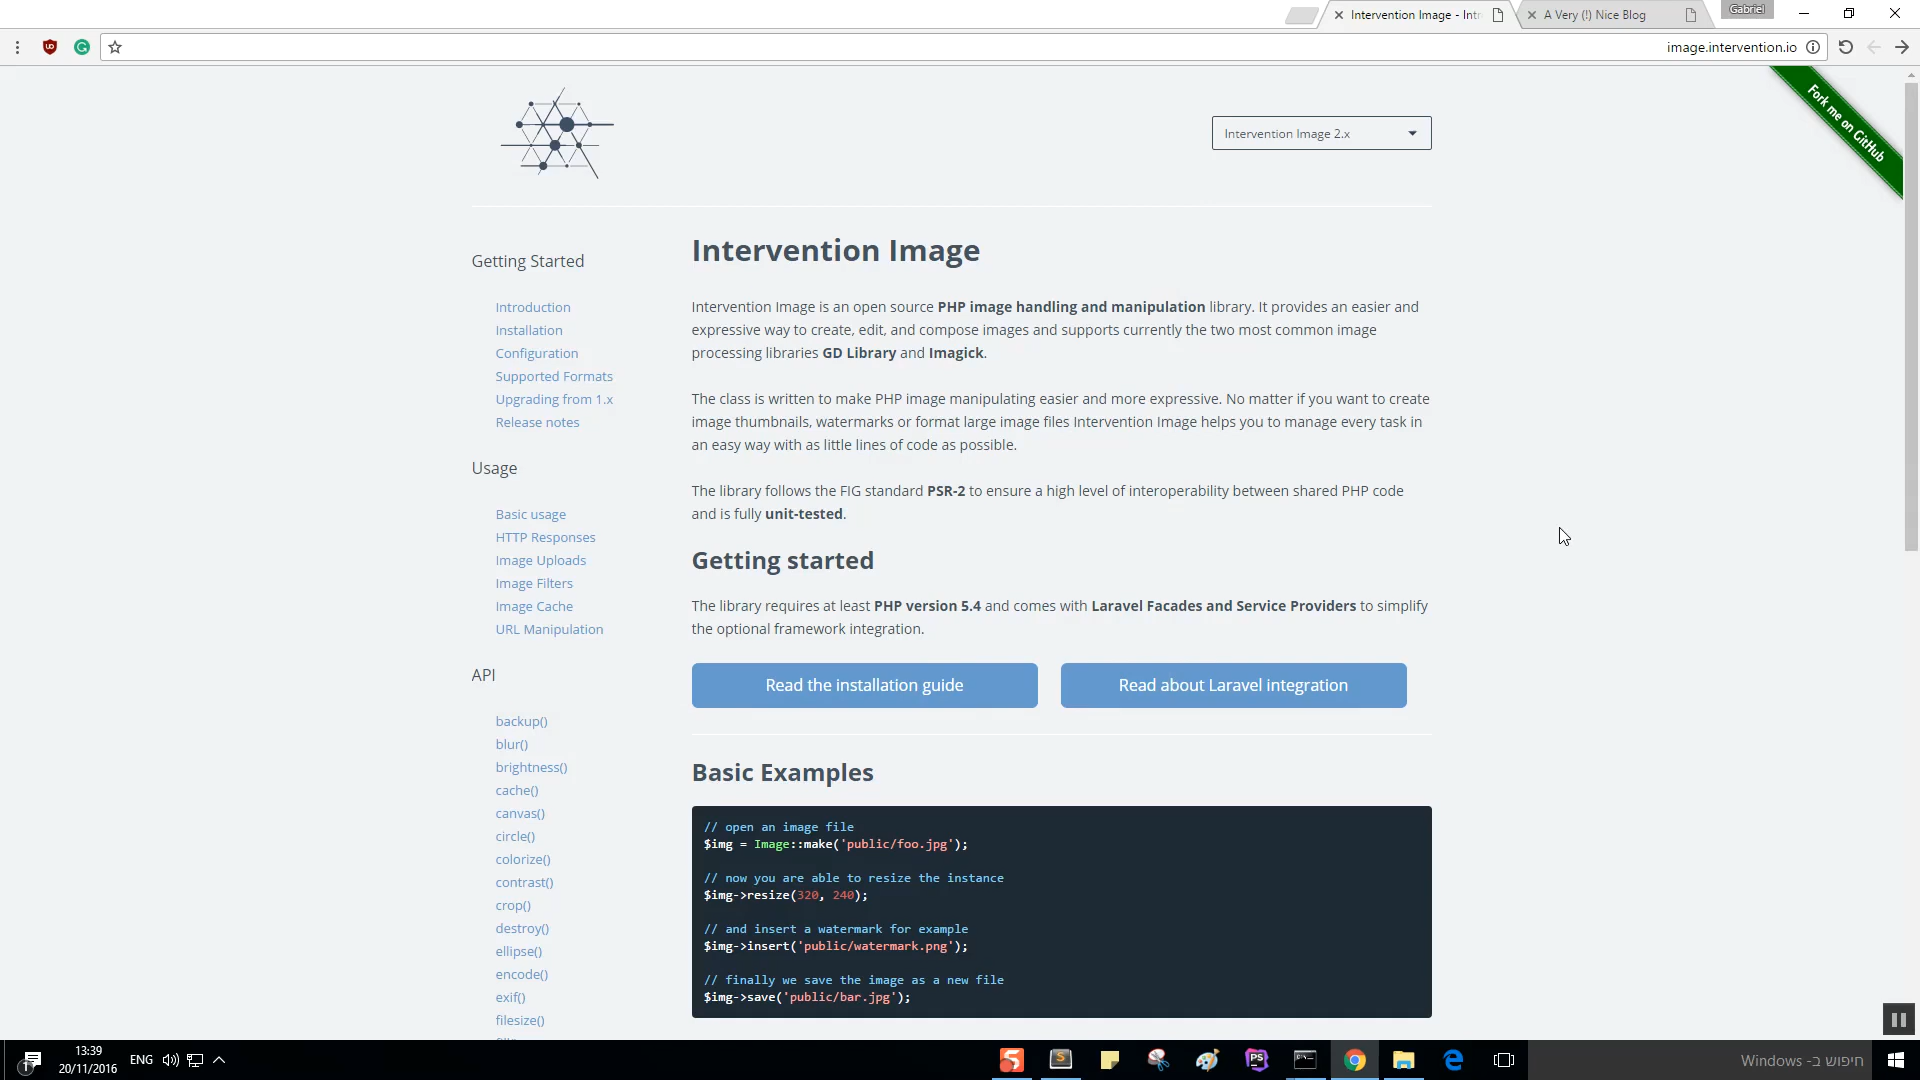 Intervention Image - Int
A Very (!) Nice Blog
Gabriel
image.intervention.io
Fork me on GitHub
Intervention Image 2.x
Getting Started
Introduction
Installation
Configuration
Supported Formats
Upgrading from 1.x
Release notes
Usage
Basic usage
HTTP Responses
Image Uploads
Image Filters
Image Cache
URL Manipulation
API
backup()
blur()
brightness()
cache()
canvas()
circle()
colorize()
contrast()
crop()
destroy()
ellipse()
encode()
exif()
filesize()
Intervention Image
Intervention Image is an open source PHP image handling and manipulation library. It provides an easier and
expressive way to create, edit, and compose images and supports currently the two most common image
processing libraries GD Library and Imagick.
The class is written to make PHP image manipulating easier and more expressive. No matter if you want to create
image thumbnails, watermarks or format large image files Intervention Image helps you to manage every task in
an easy way with as little lines of code as possible.
The library follows the FIG standard PSR-2 to ensure a high level of interoperability between shared PHP code
and is fully unit-tested.
Getting started
The library requires at least PHP version 5.4 and comes with Laravel Facades and Service Providers to simplify
the optional framework integration.
Read the installation guide
Read about Laravel integration
Basic Examples
// open an image file
$img = Image::make('public/foo.jpg');
// now you are able to resize the instance
$img->resize(320, 240);
// and insert a watermark for example
$img->insert('public/watermark.png');
// finally we save the image as a new file
$img->save('public/bar.jpg');
13:39
20/11/2016
ENG
1
PS
חיפוש ב- Windows